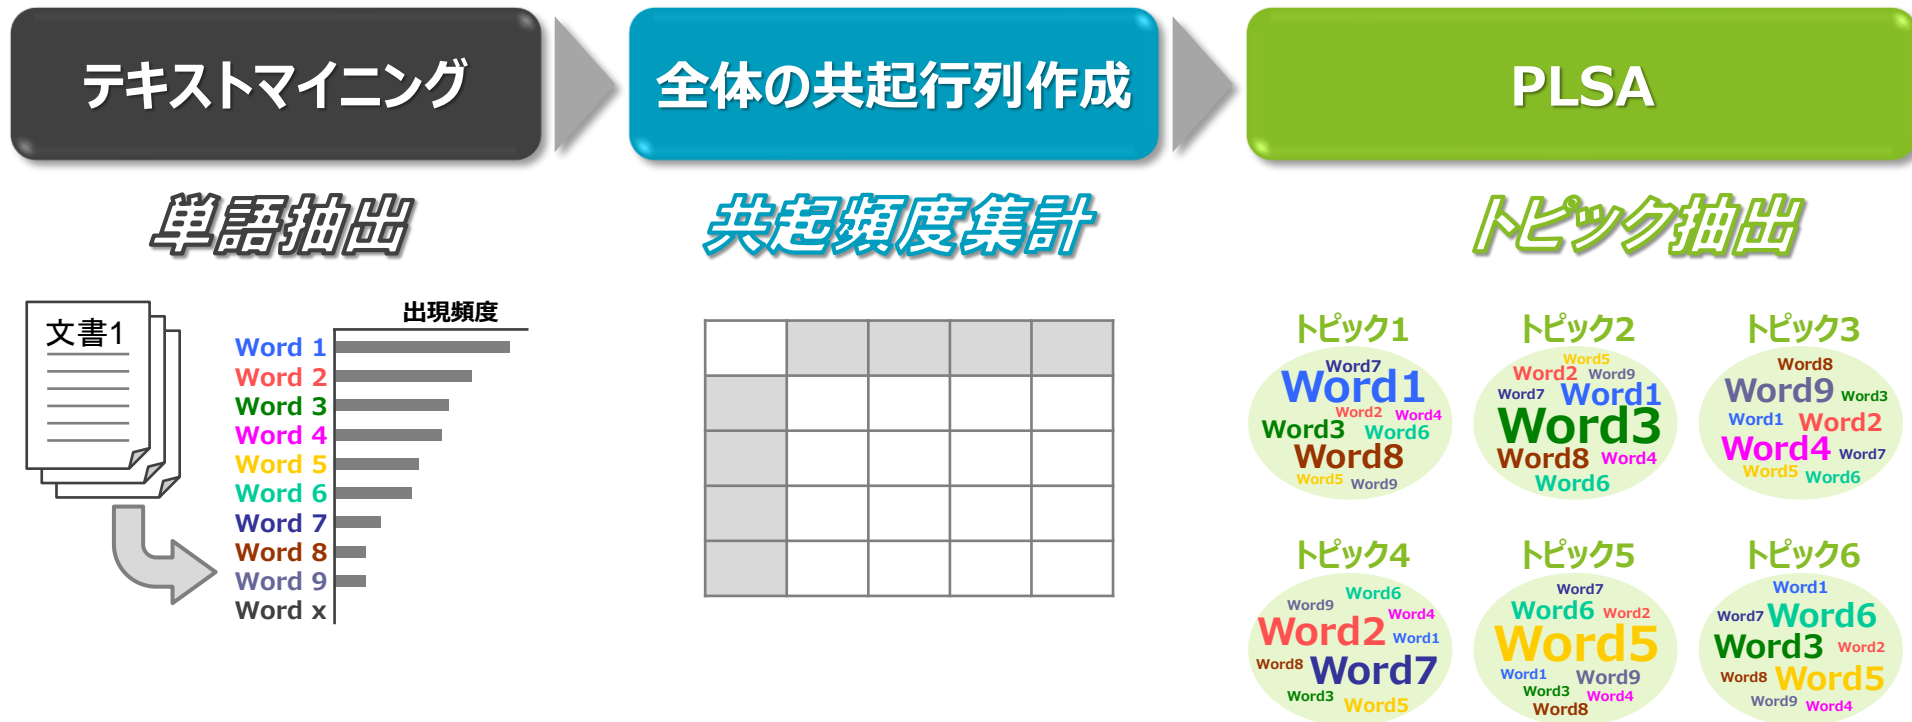 テキストマイニング
全体の共起行列作成
PLSA
単語抽出
共起頻度集計
トピック抽出
文書1
出現頻度
Word 1
Word 2
Word 3
Word 4
Word 5
Word 6
Word 7
Word 8
Word 9
Word x
トピック1
Word7
Word1
Word2 Word4
Word3 Word6
Word8
Word5 Word9
トピック2
Word5
Word2 Word9
Word7 Word1
Word3
Word8 Word4
Word6
トピック3
Word8
Word9 Word3
Word1 Word2
Word4 Word7
Word5 Word6
トピック4
Word6
Word9 Word4
Word2 Word1
Word8 Word7
Word3 Word5
トピック5
Word7
Word6 Word2
Word5
Word1 Word9
Word3 Word4
Word8
トピック6
Word1
Word7 Word6
Word3 Word2
Word8 Word5
Word9 Word4